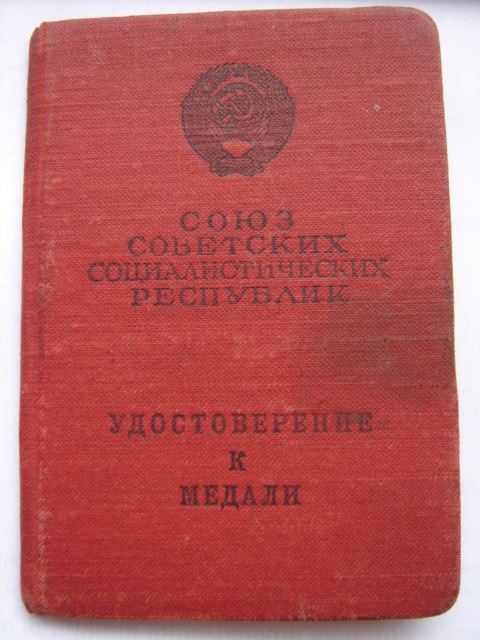 СОЮЗ
СОВЕТСКИХ
СОЦИАЛИСТИЧЕСКИХ
РЕСПУБЛИК
УДОСТОВЕРЕНИЕ
К
МЕДАЛИ